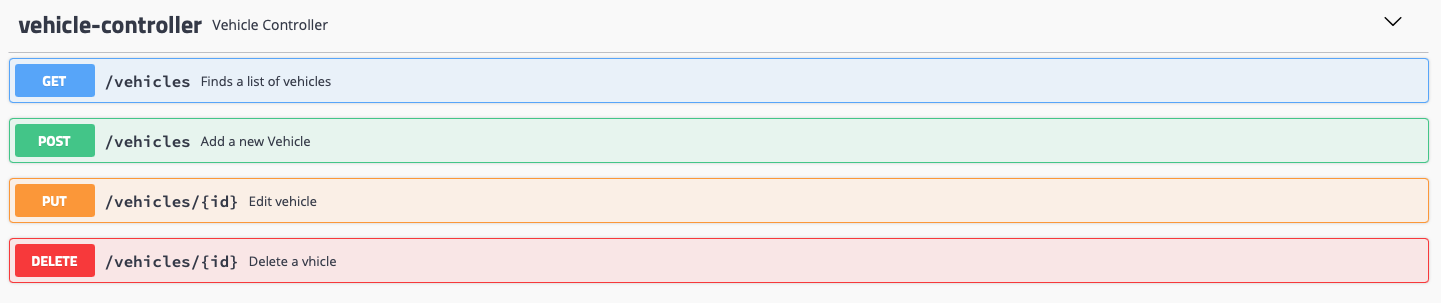 vehicle-controller Vehicle Controller
GET /vehicles Finds a list of vehicles
POST /vehicles Add a new Vehicle
PUT /vehicles/{id} Edit vehicle
DELETE /vehicles/{id} Delete a vhicle